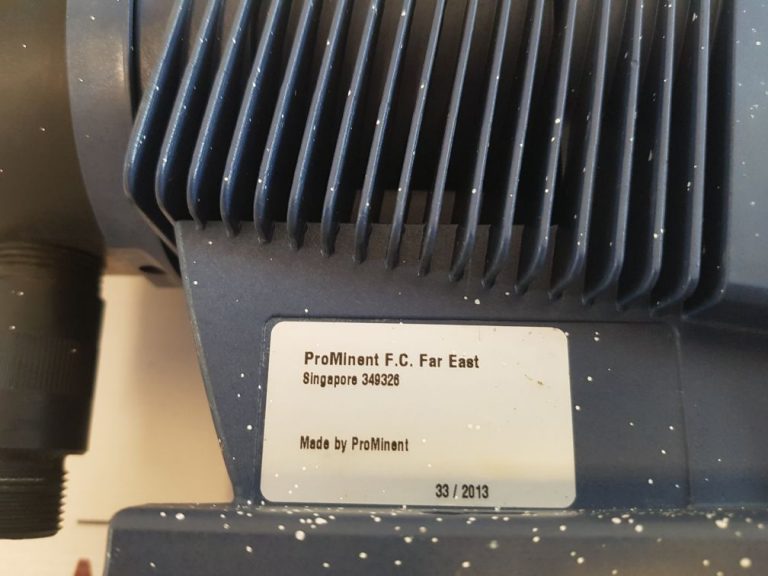 ProMinent F.C. Far East
Singapore 349326
Made by ProMinent
33 / 2013